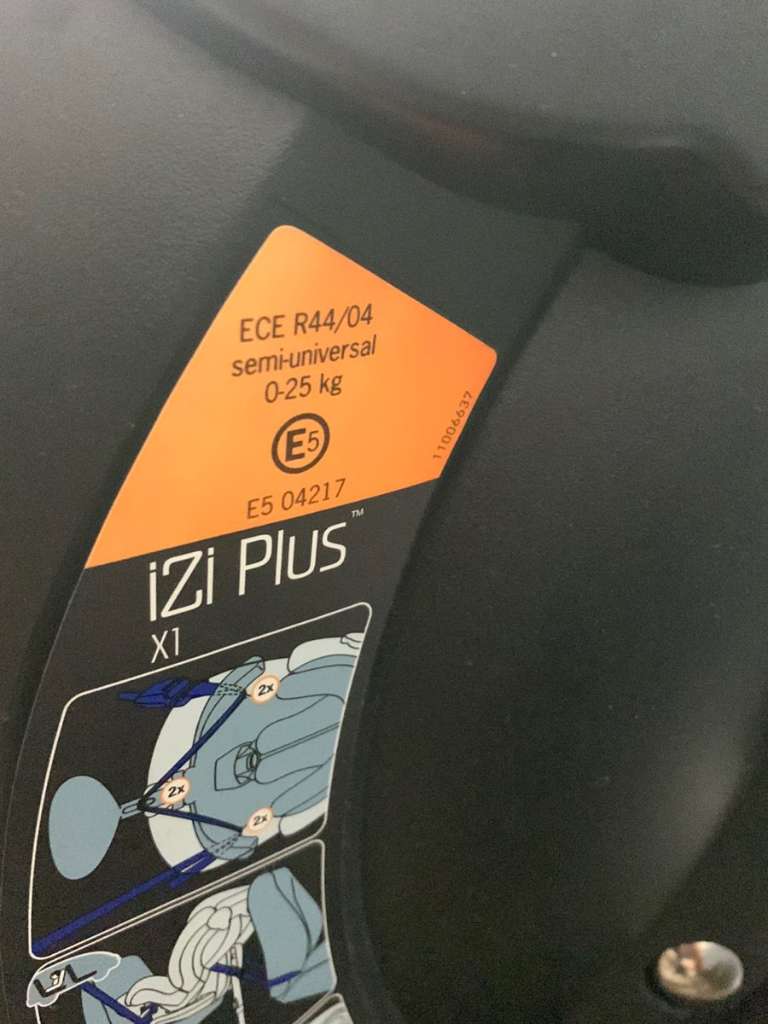 ECE R44/04
semi-universal
0-25 kg
E5
E5 04217
11006637
iZi Plus™
X1
2x
2x
2x